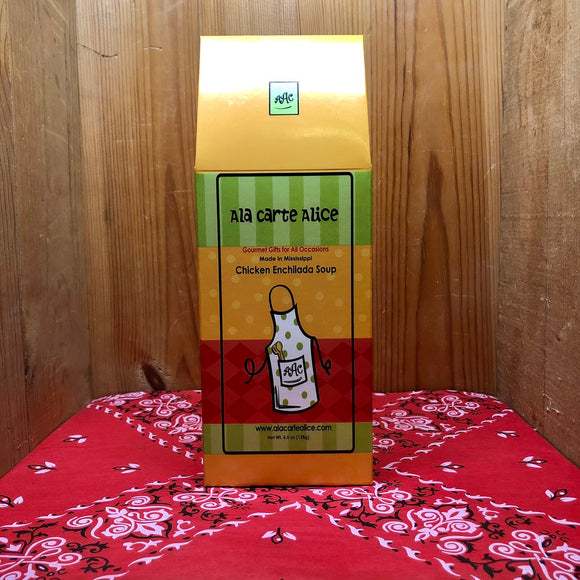 AAC
Ala Carte Alice
Gourmet Gifts for All Occasions
Made in Mississippi
Chicken Enchilada Soup
AAC
www.alacartealice.com
Net Wt. 4.5 oz (128g)